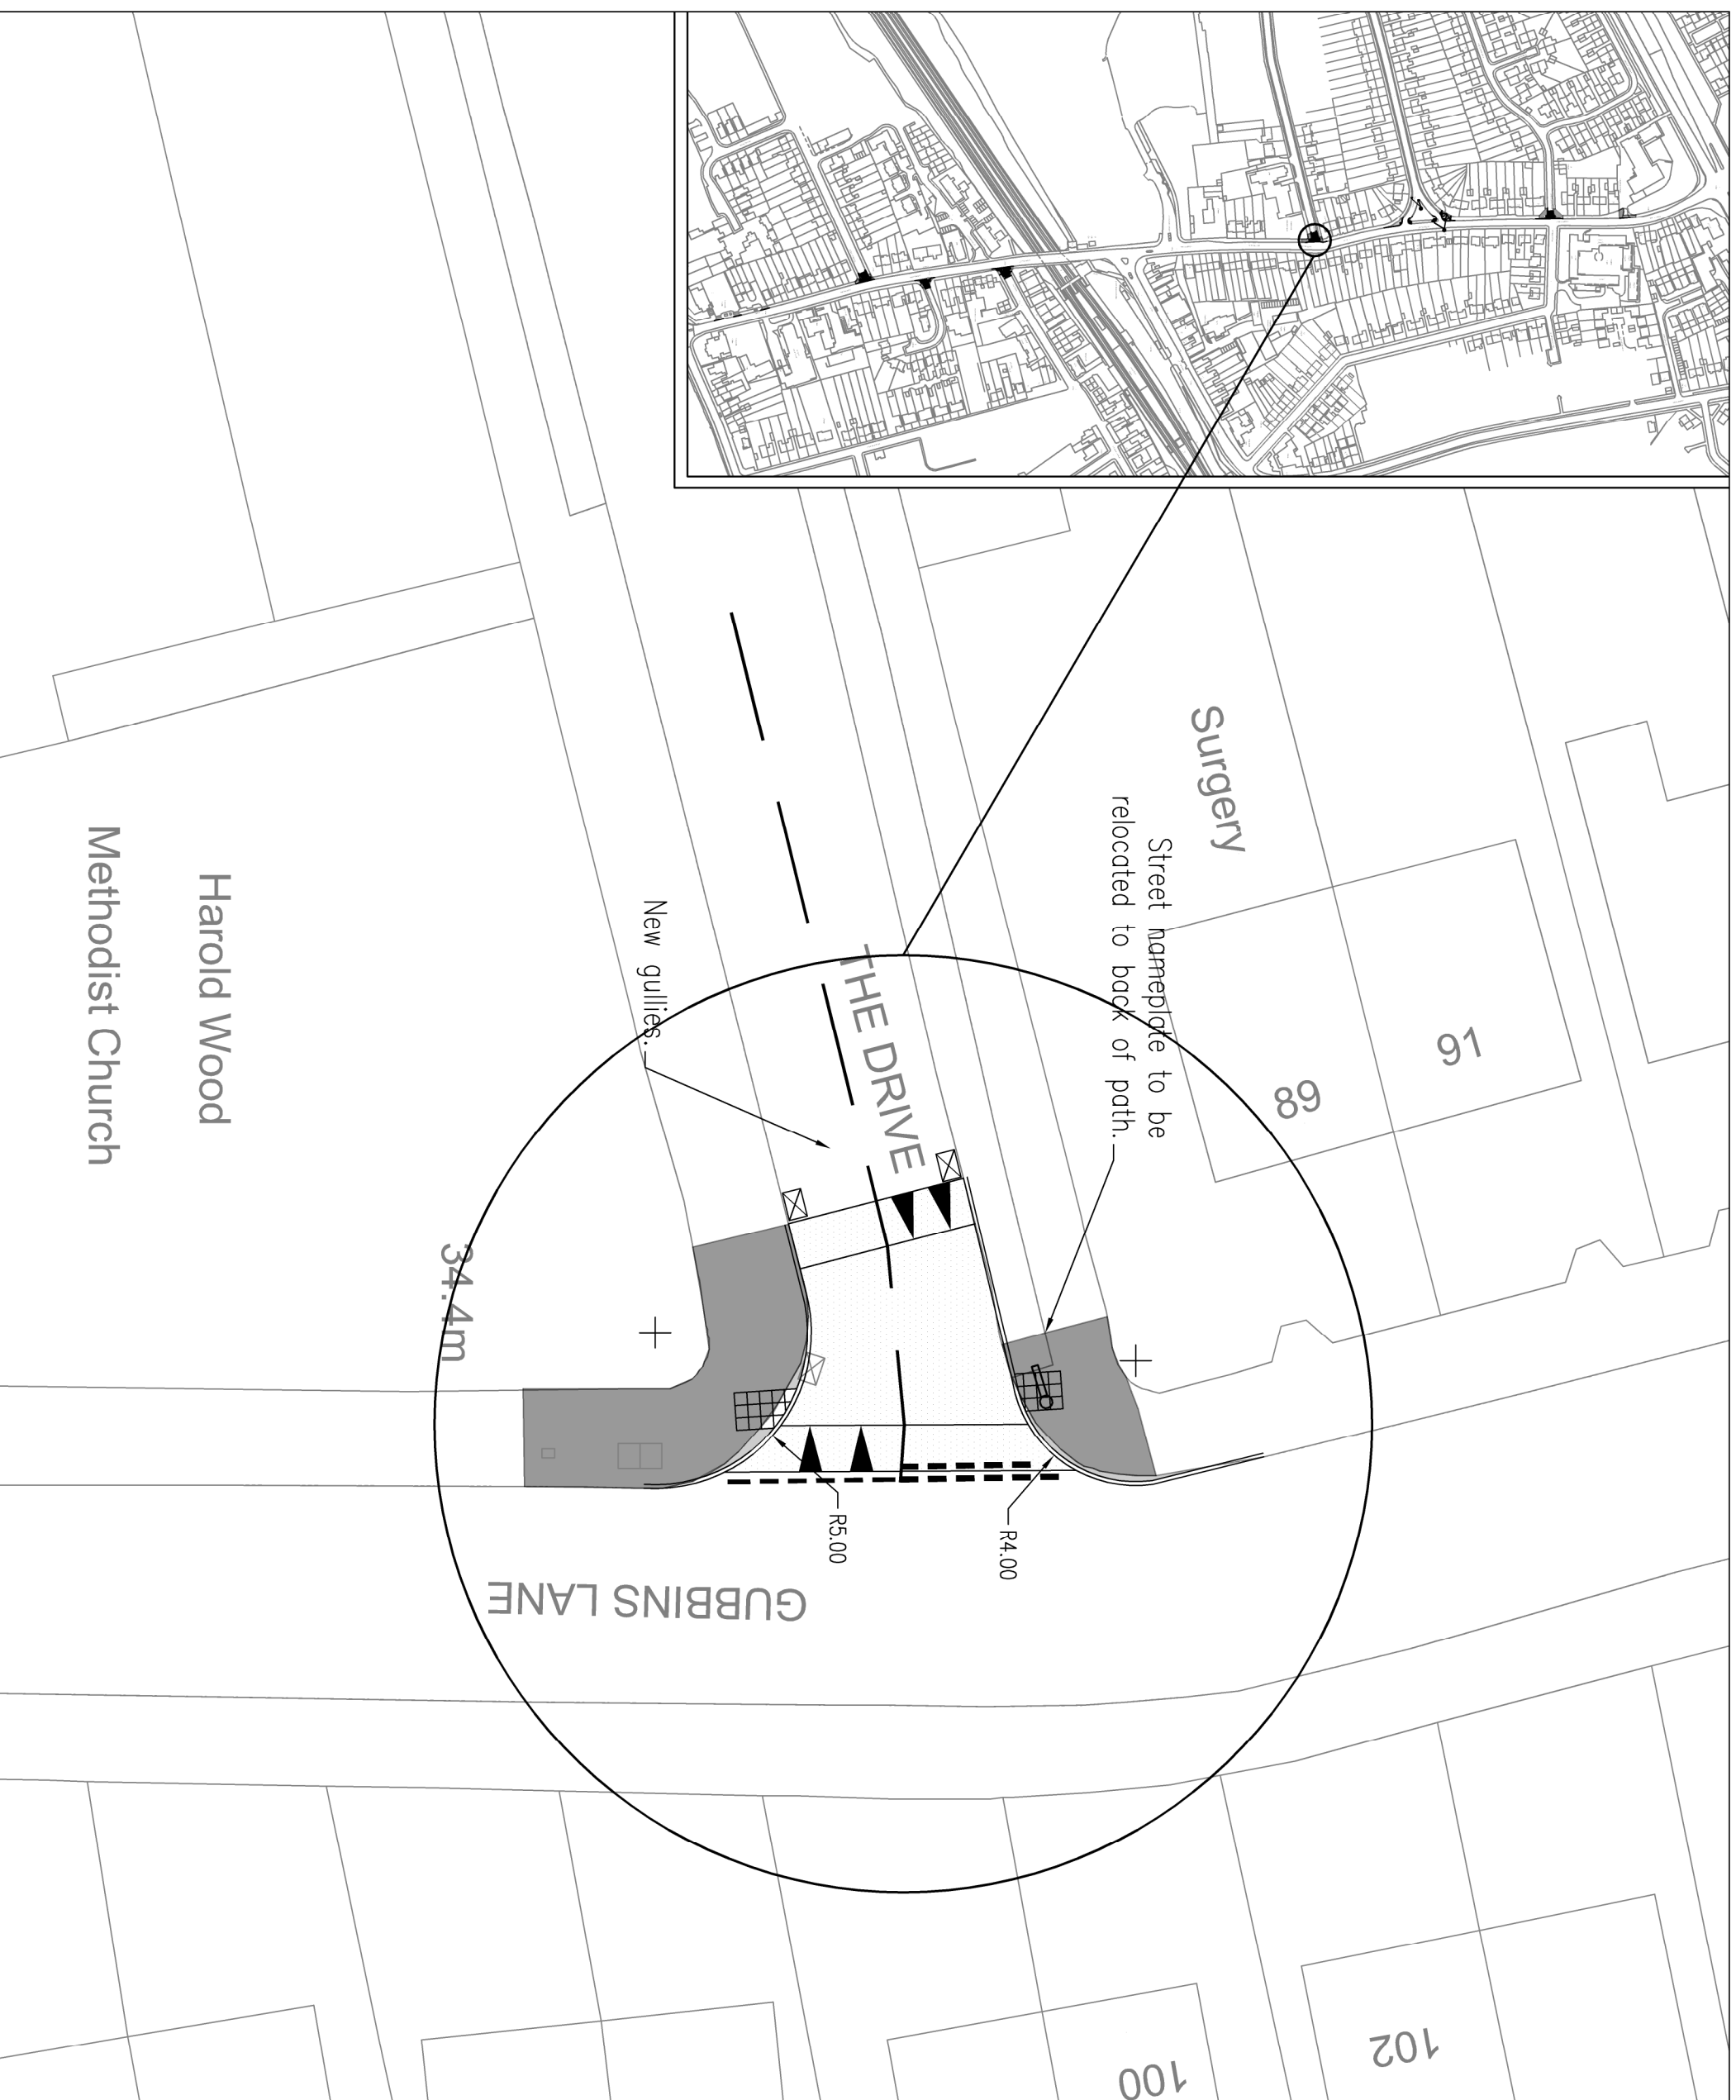 Surgery
Street nameplate to be
relocated to back of path.
91
89
THE DRIVE
New gullies.
Harold Wood
Methodist Church
34.4m
R4.00
R5.00
GUBBINS LANE
102
100